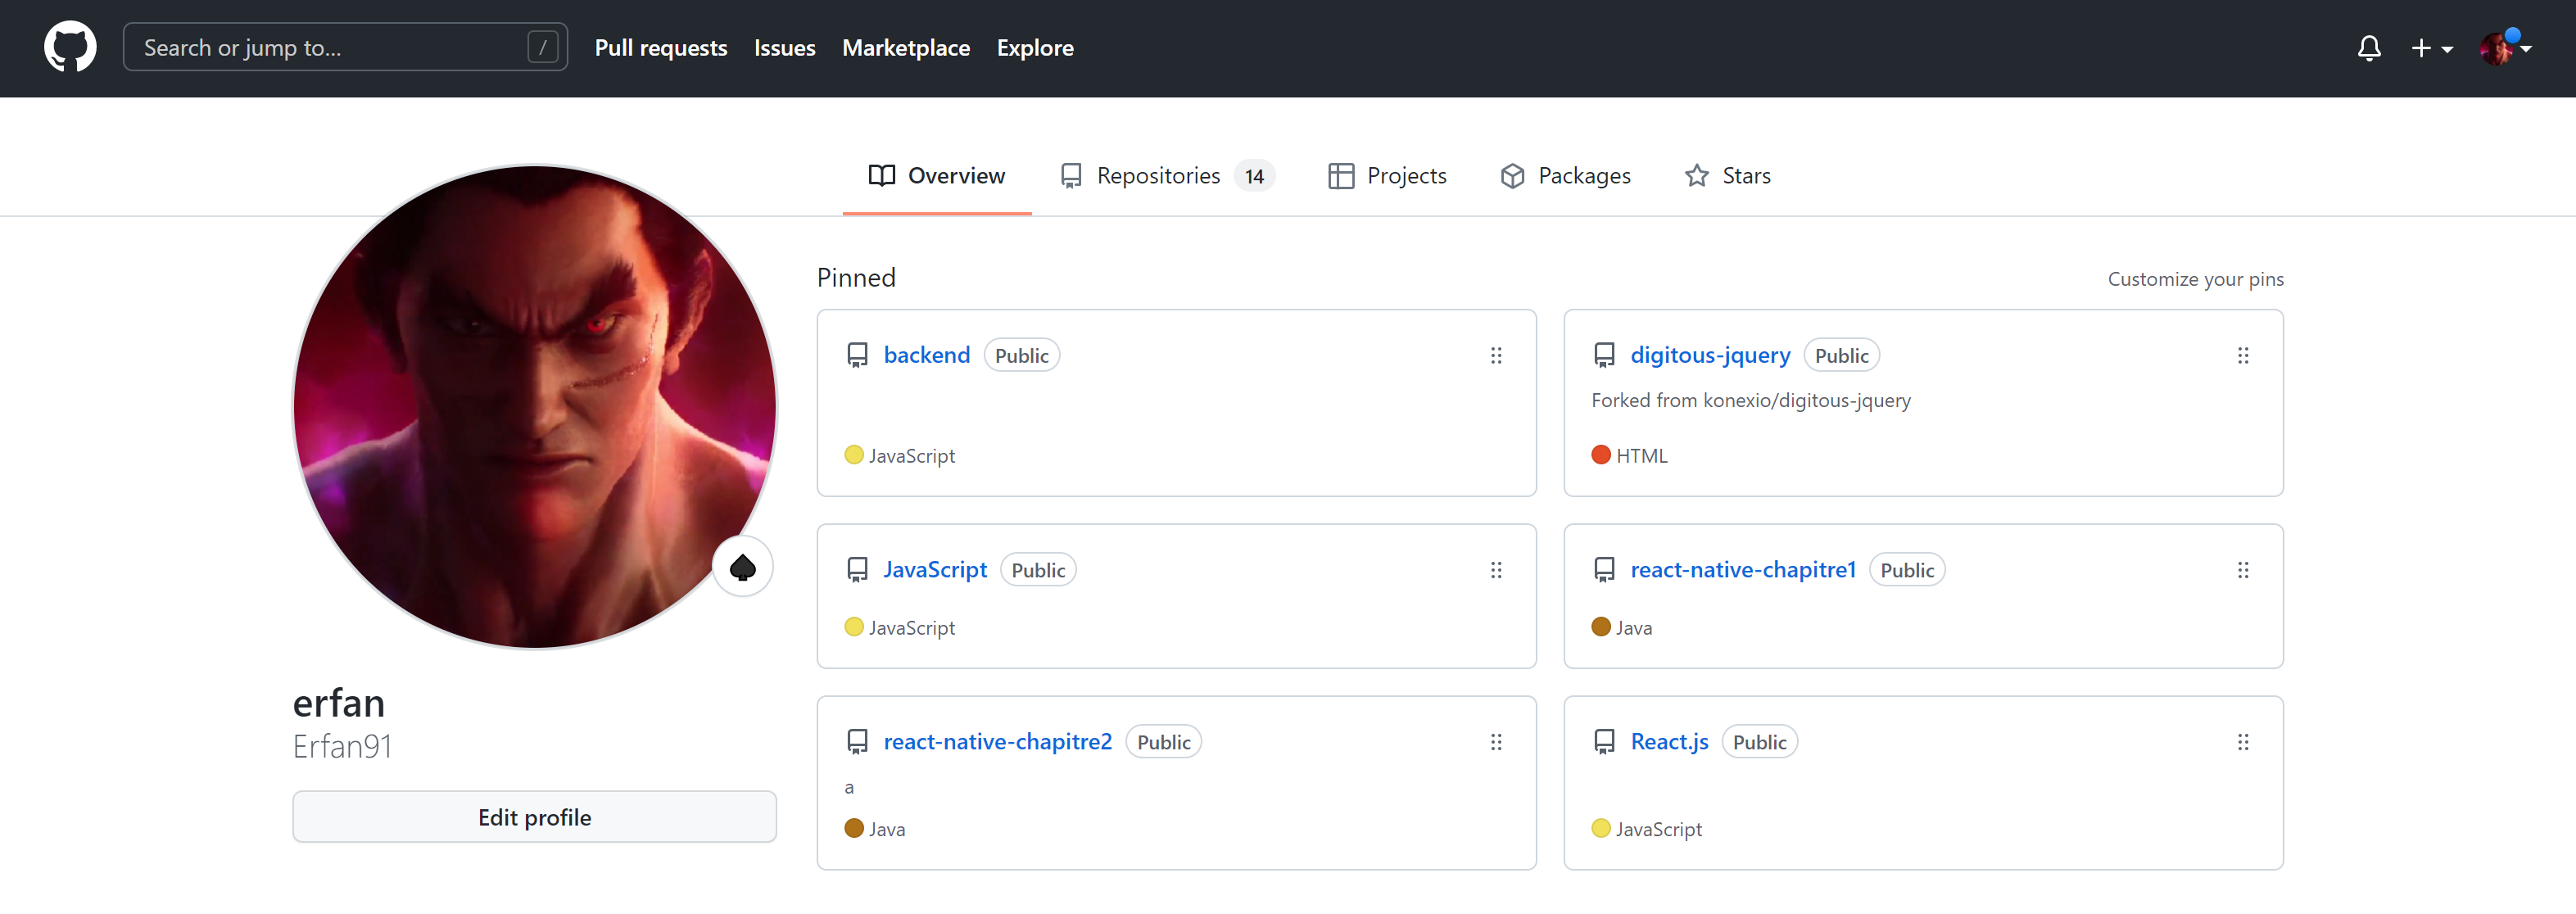 Search or jump to... /
Pull requests Issues Marketplace Explore
Overview Repositories 14 Projects Packages Stars
erfan
Erfan91
Edit profile
Pinned Customize your pins
backend Public
JavaScript
digitous-jquery Public
Forked from konexio/digitous-jquery
HTML
JavaScript Public
JavaScript
react-native-chapitre1 Public
Java
react-native-chapitre2 Public
a
Java
React.js Public
JavaScript